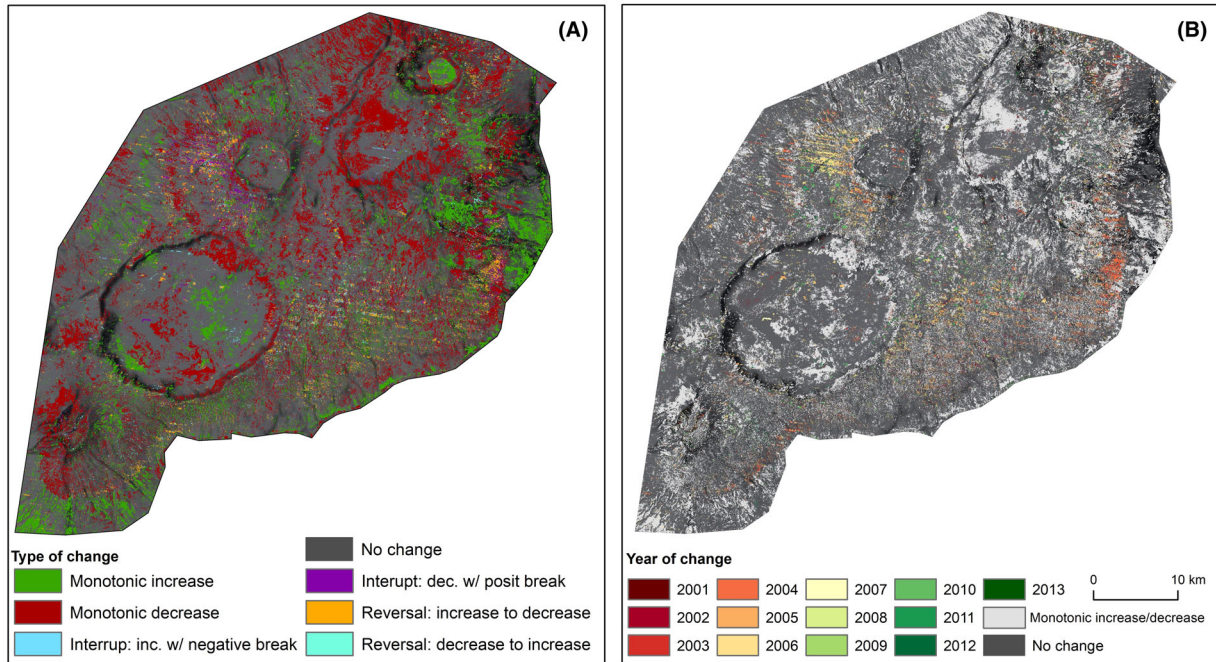 (A)
Type of change
Monotonic increase
Monotonic decrease
Interrup: inc. w/ negative break
No change
Interupt: dec. w/ posit break
Reversal: increase to decrease
Reversal: decrease to increase
(B)
Year of change
2001
2002
2003
2004
2005
2006
2007
2008
2009
2010
2011
2012
2013
Monotonic increase/decrease
No change
0 10 km